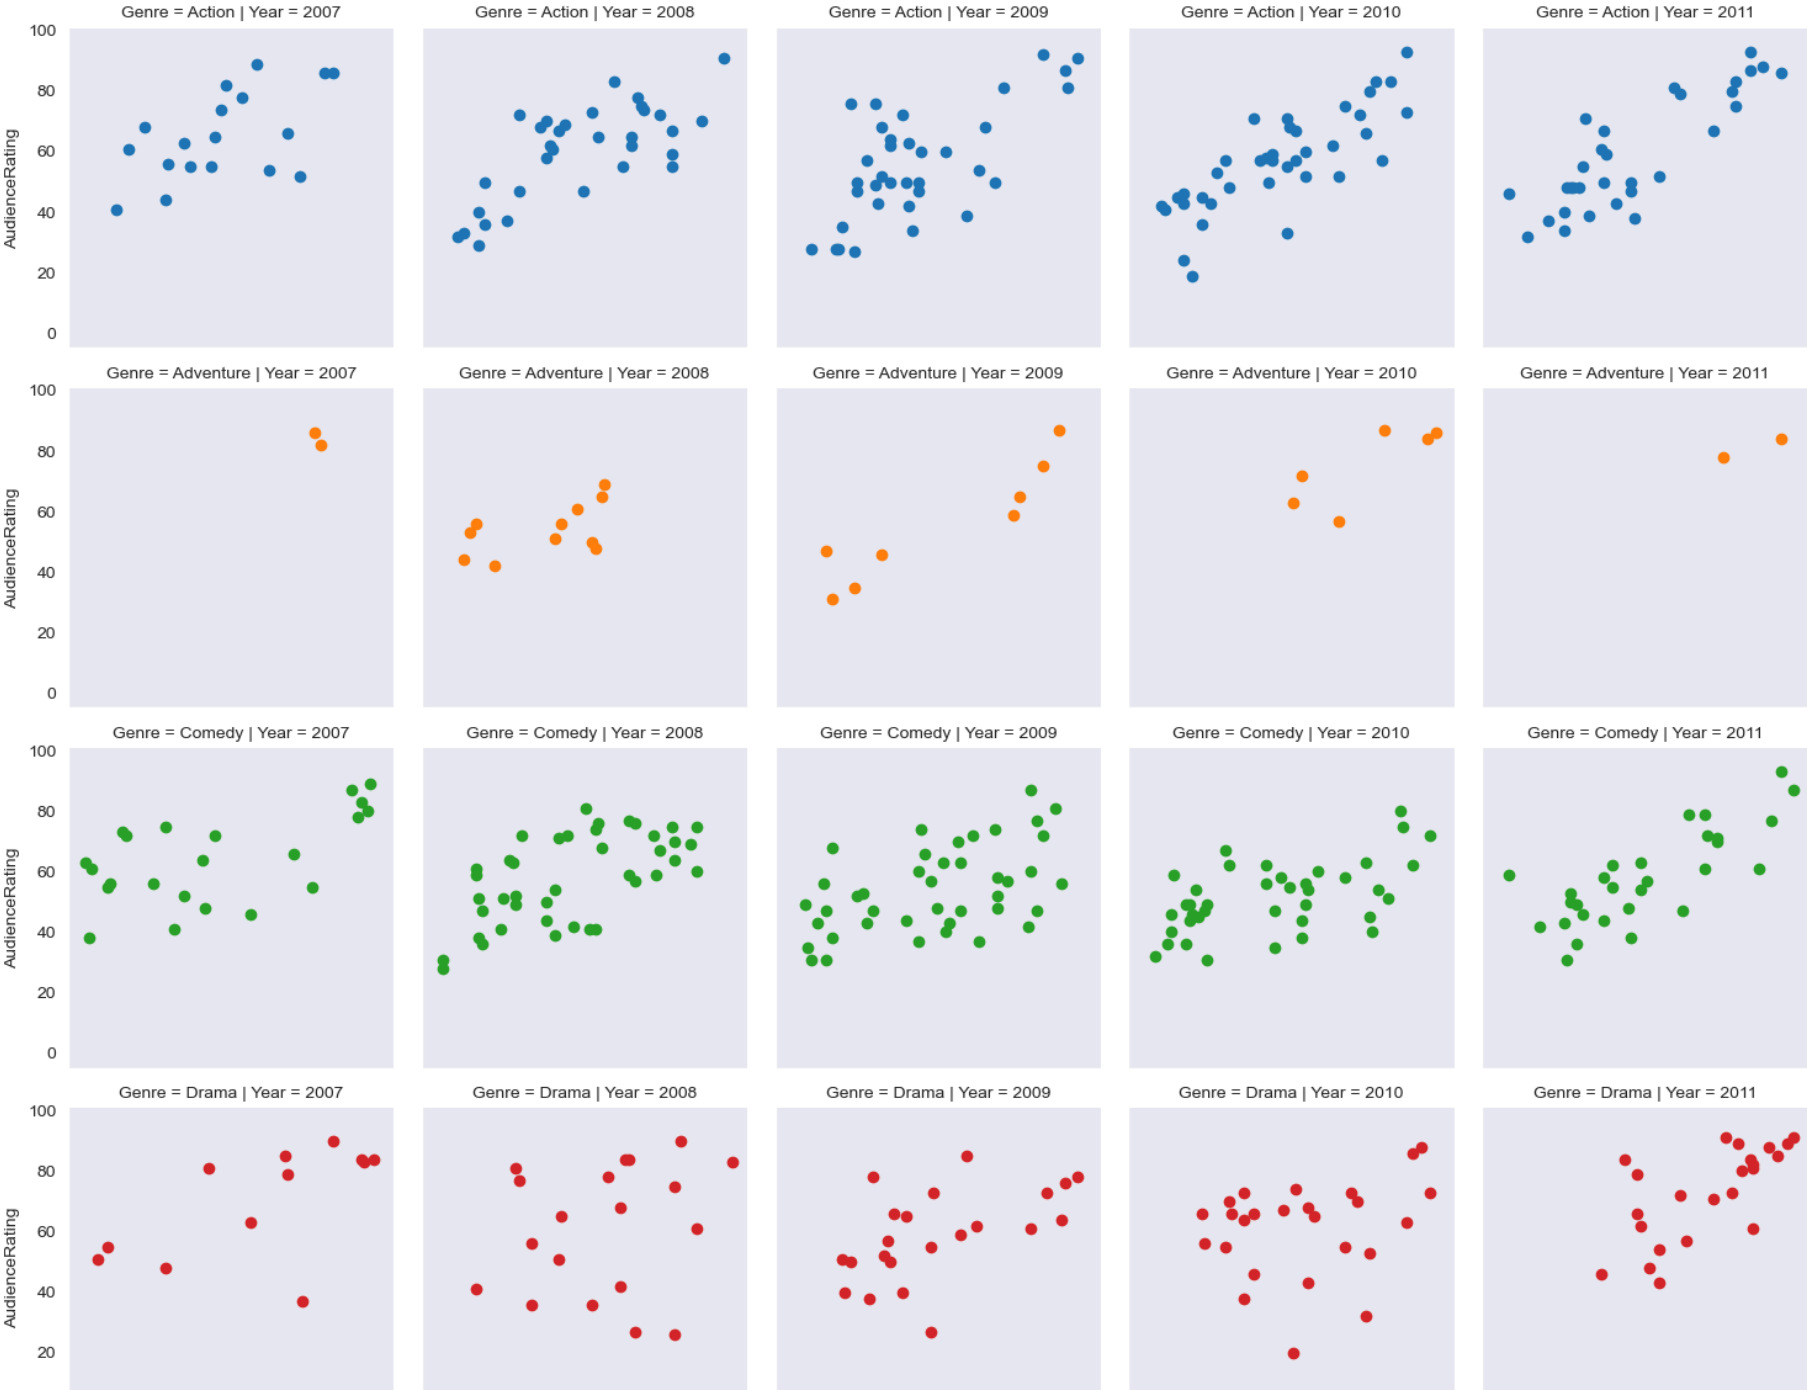 Genre = Action | Year = 2007
Genre = Action | Year = 2008
Genre = Action | Year = 2009
Genre = Action | Year = 2010
Genre = Action | Year = 2011
100
80
60
40
20
0
AudienceRating
Genre = Adventure | Year = 2007
Genre = Adventure | Year = 2008
Genre = Adventure | Year = 2009
Genre = Adventure | Year = 2010
Genre = Adventure | Year = 2011
100
80
60
40
20
0
AudienceRating
Genre = Comedy | Year = 2007
Genre = Comedy | Year = 2008
Genre = Comedy | Year = 2009
Genre = Comedy | Year = 2010
Genre = Comedy | Year = 2011
100
80
60
40
20
0
AudienceRating
Genre = Drama | Year = 2007
Genre = Drama | Year = 2008
Genre = Drama | Year = 2009
Genre = Drama | Year = 2010
Genre = Drama | Year = 2011
100
80
60
40
20
AudienceRating